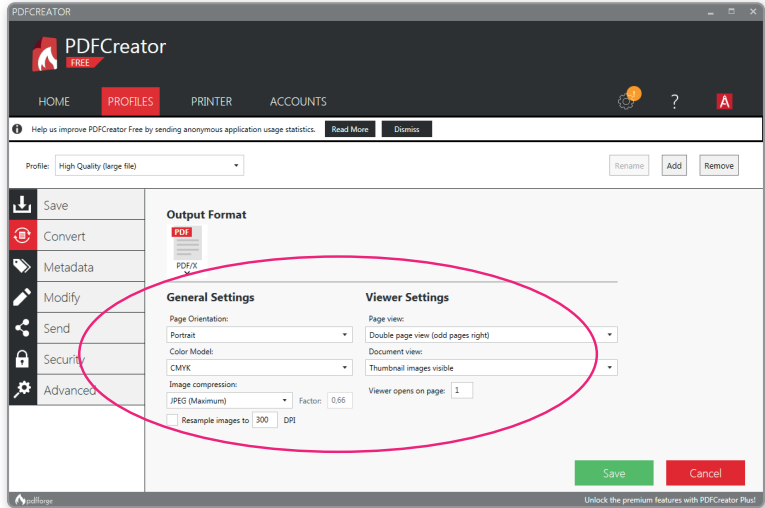 PDFCREATOR
PDFCreator
FREE
HOME PROFILES PRINTER ACCOUNTS ! ? A
i Help us improve PDFCreator Free by sending anonymous application usage statistics. Read More Dismiss
Profile: High Quality (large file) Rename Add Remove
Save
Convert
Metadata
Modify
Send
Security
Advanced
Output Format
PDF
PDF/X
General Settings
Page Orientation:
Portrait
Color Model:
CMYK
Image compression:
JPEG (Maximum) Factor: 0,66
Resample images to 300 DPI
Viewer Settings
Page view:
Double page view (odd pages right)
Document view:
Thumbnail images visible
Viewer opens on page: 1
Save Cancel
pdfforge Unlock the premium features with PDFCreator Plus!